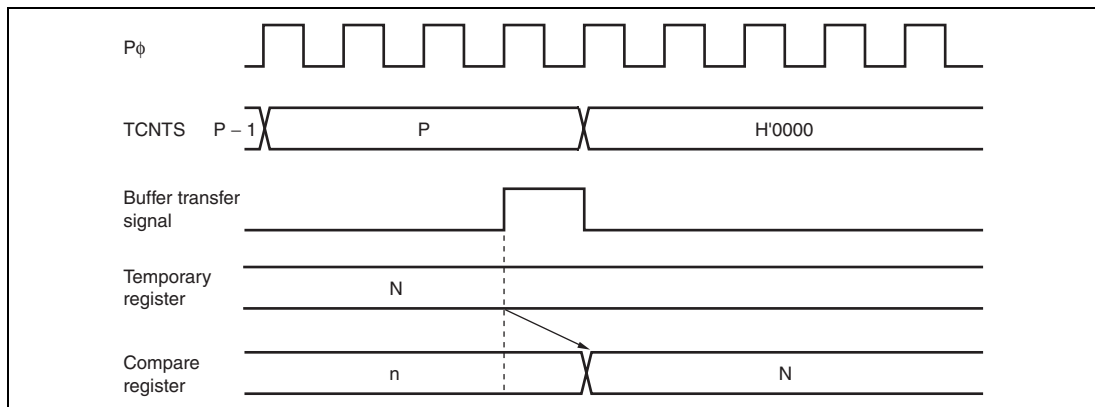 Pϕ
TCNTS P – 1 P H'0000
Buffer transfer
signal
Temporary
register
N
Compare
register
n N